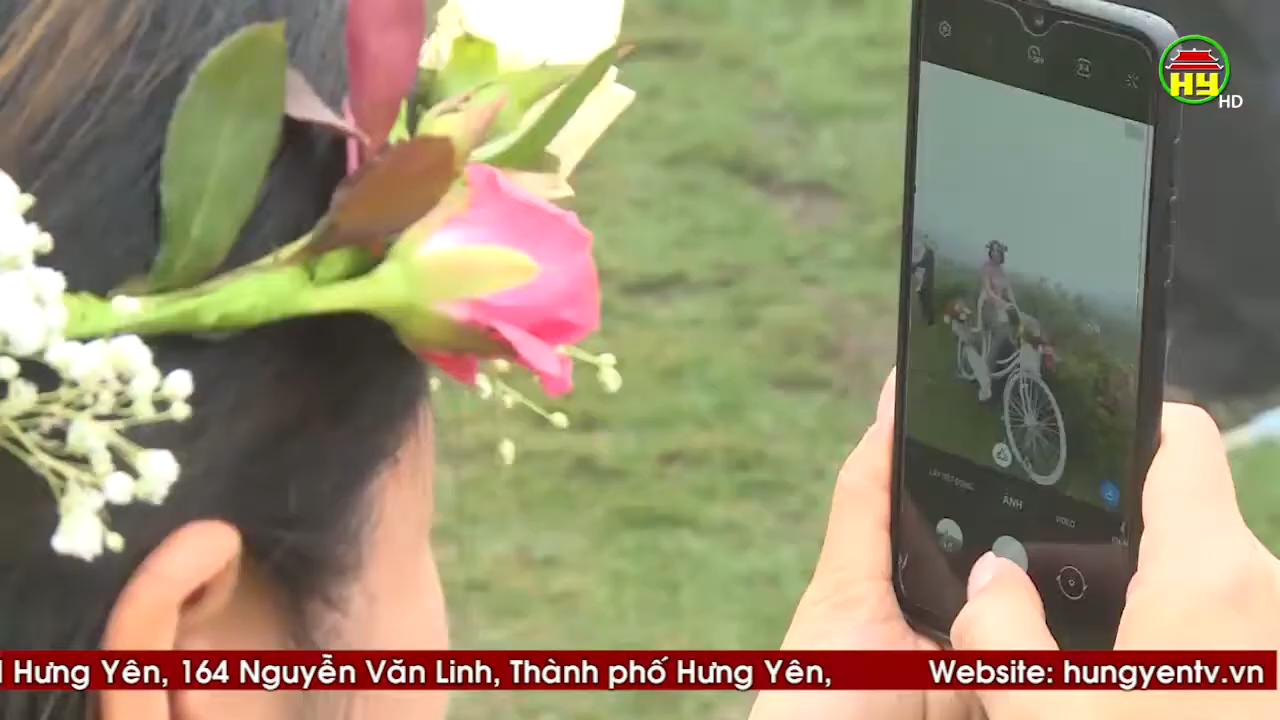 HY
HD
ẢNH
VIDEO
Hưng Yên, 164 Nguyễn Văn Linh, Thành phố Hưng Yên,
Website: hungyentv.vn